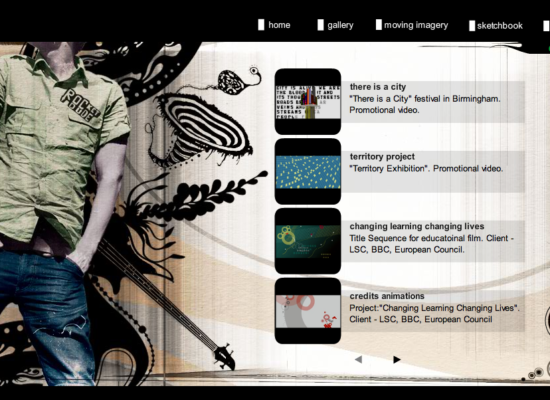 home
gallery
moving imagery
sketchbook
there is a city
"There is a City" festival in Birmingham.
Promotional video.
territory project
"Territory Exhibition". Promotional video.
changing learning changing lives
Title Sequence for educatoinal film. Client -
LSC, BBC, European Council.
credits animations
Project:"Changing Learning Changing Lives".
Client - LSC, BBC, European Council